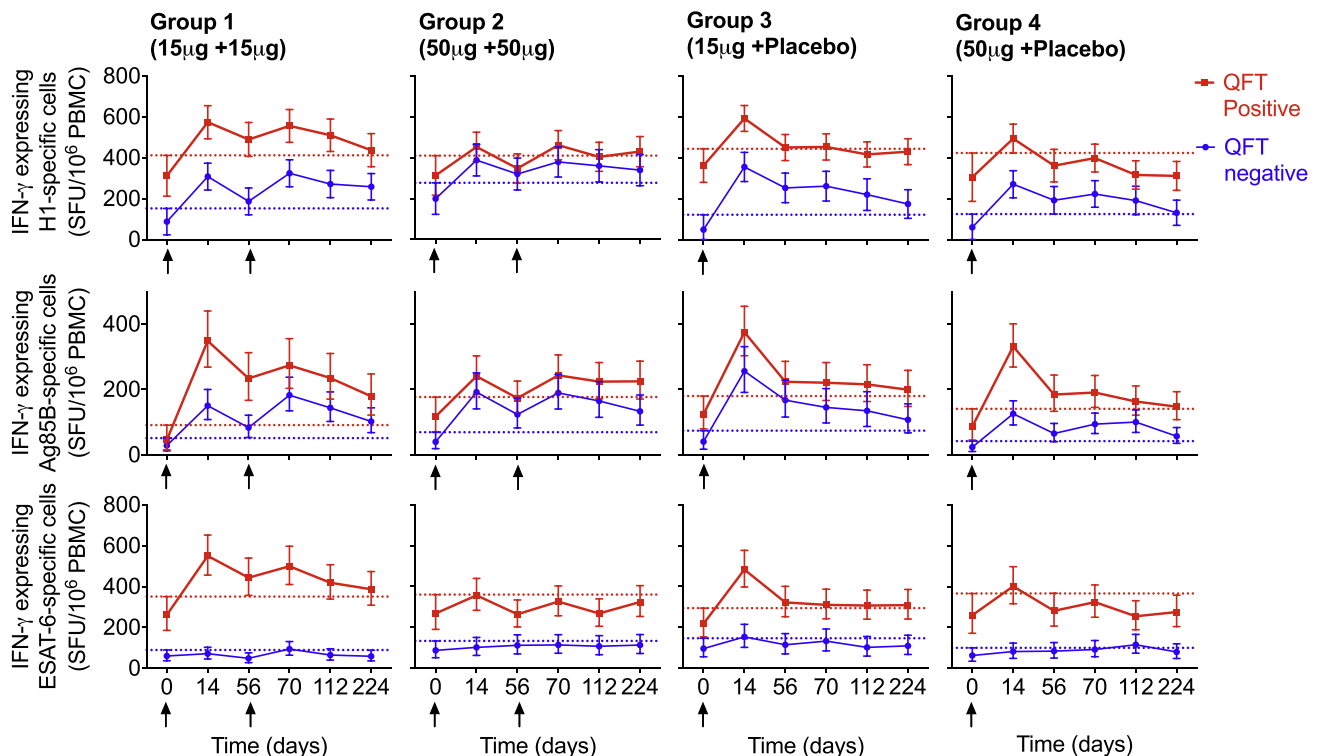 Group 1
(15μg +15μg)
Group 2
(50μg +50μg)
Group 3
(15μg +Placebo)
Group 4
(50μg +Placebo)
QFT
Positive
QFT
negative
IFN-γ expressing
H1-specific cells
(SFU/10⁶ PBMC)
800
600
400
200
0
IFN-γ expressing
Ag85B-specific cells
(SFU/10⁶ PBMC)
400
200
0
IFN-γ expressing
ESAT-6-specific cells
(SFU/10⁶ PBMC)
800
600
400
200
0
0 14 56 70 112 224
0 14 56 70 112 224
0 14 56 70 112 224
0 14 56 70 112 224
Time (days)
Time (days)
Time (days)
Time (days)